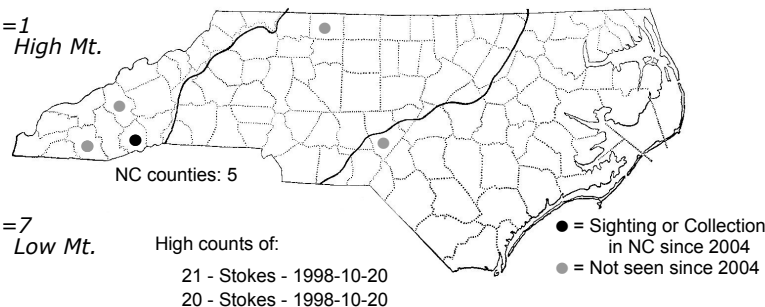 =1
High Mt.
NC counties: 5
=7
Low Mt.
High counts of:
21 - Stokes - 1998-10-20
20 - Stokes - 1998-10-20
= Sighting or Collection
in NC since 2004
= Not seen since 2004